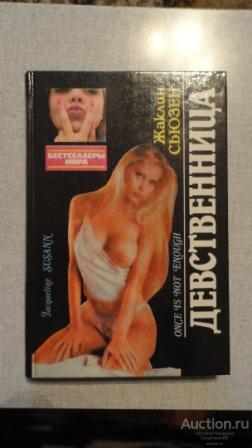 БЕСТСЕЛЛЕРЫ
МИРА
Жаклин
СЬЮЗЕН
Jacqueline SUSANN
ONCE IS NOT ENOUGH
ДЕВСТВЕННИЦА
Auction.ru